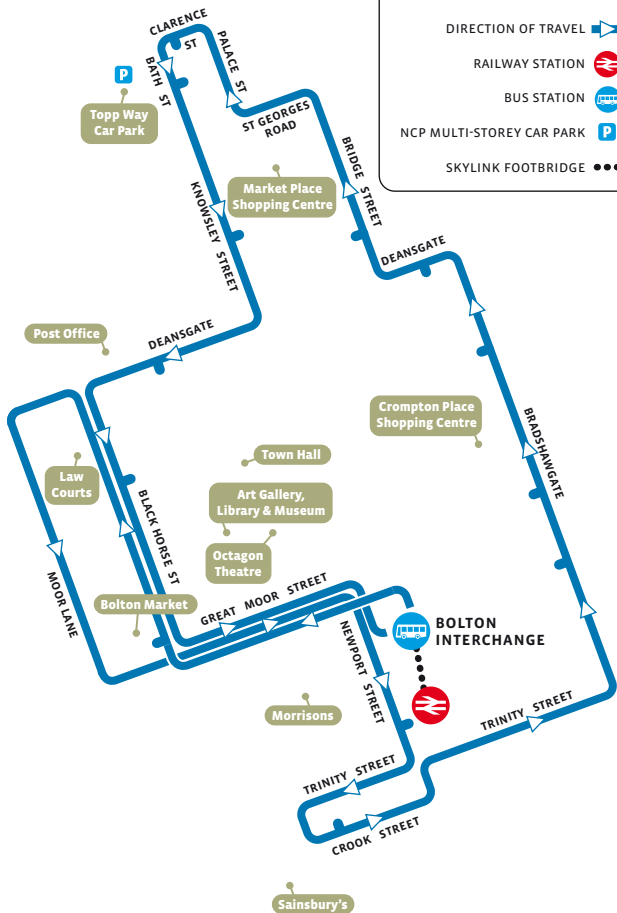 DIRECTION OF TRAVEL
RAILWAY STATION
BUS STATION
NCP MULTI-STOREY CAR PARK
P
SKYLINK FOOTBRIDGE
CLARENCE
ST
PALACE ST
BATH ST
P
Topp Way
Car Park
ST GEORGES
ROAD
BRIDGE STREET
Market Place
Shopping Centre
KNOWSLEY STREET
DEANSGATE
DEANSGATE
Post Office
Crompton Place
Shopping Centre
BRADSHAWGATE
Town Hall
Law
Courts
Art Gallery,
Library & Museum
BLACK HORSE ST
Octagon
Theatre
MOOR LANE
Bolton Market
GREAT MOOR STREET
BOLTON
INTERCHANGE
NEWPORT STREET
Morrisons
TRINITY STREET
TRINITY STREET
CROOK STREET
Sainsbury's